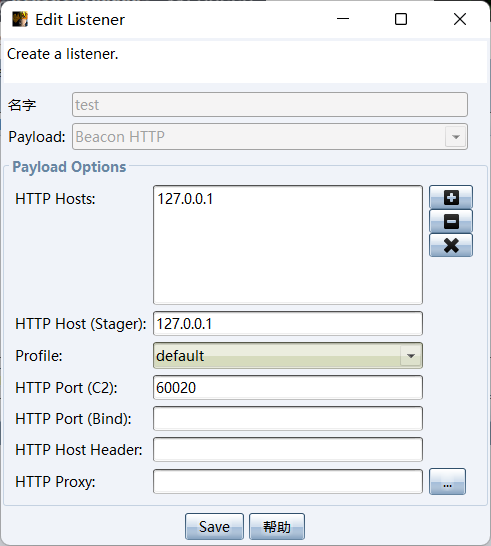 Edit Listener
Create a listener.
名字 test
Payload: Beacon HTTP
Payload Options
HTTP Hosts: 127.0.0.1
HTTP Host (Stager): 127.0.0.1
Profile: default
HTTP Port (C2): 60020
HTTP Port (Bind):
HTTP Host Header:
HTTP Proxy: ...
Save 帮助